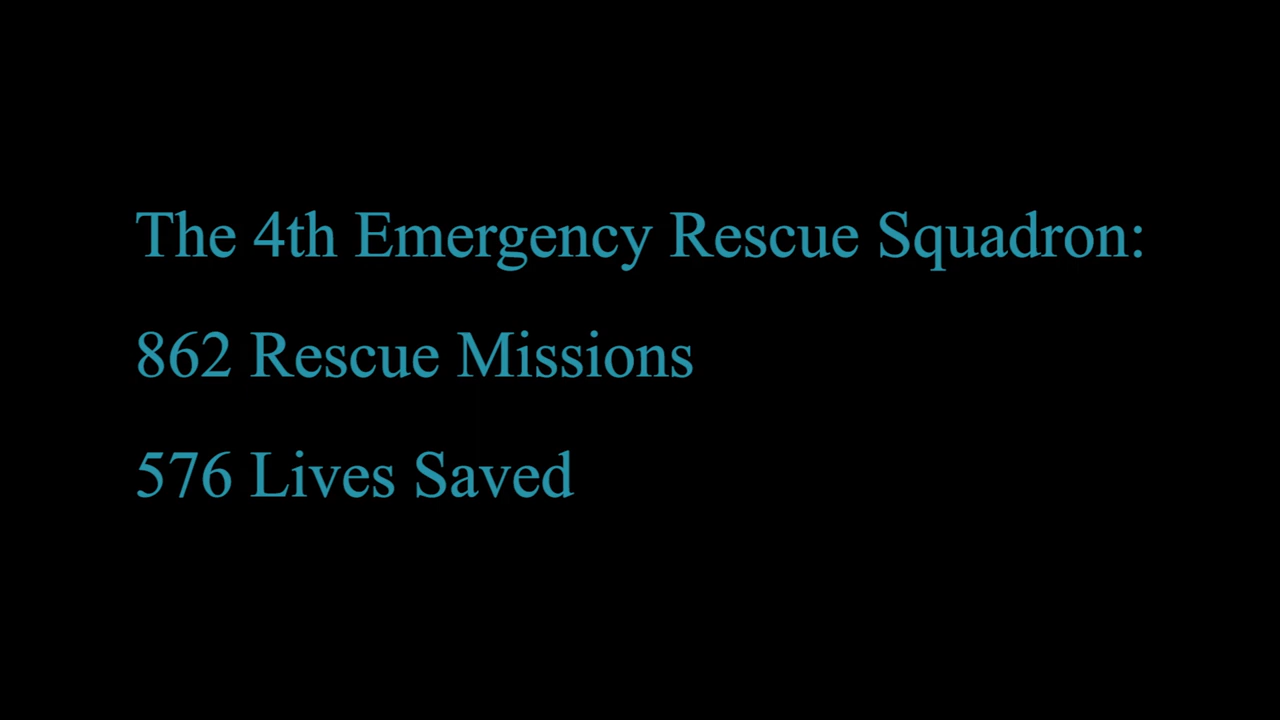 The 4th Emergency Rescue Squadron:
862 Rescue Missions
576 Lives Saved